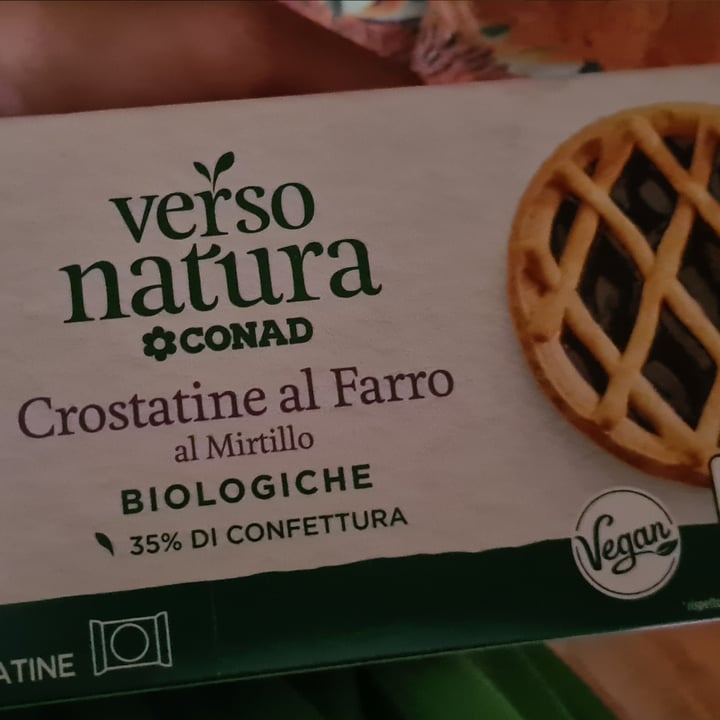 verso
natura
CONAD
Crostatine al Farro
al Mirtillo
BIOLOGICHE
35% DI CONFETTURA
Vegan
ATINE